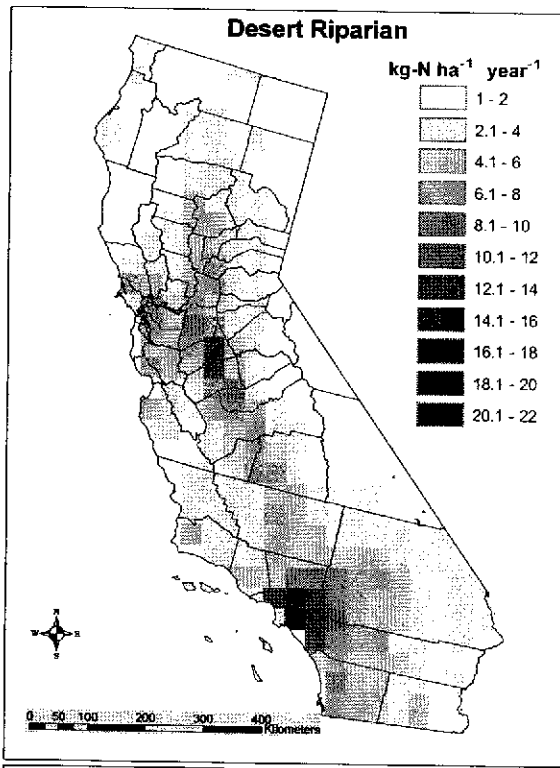 Desert Riparian
kg-N ha⁻¹ year⁻¹
1 - 2
2.1 - 4
4.1 - 6
6.1 - 8
8.1 - 10
10.1 - 12
12.1 - 14
14.1 - 16
16.1 - 18
18.1 - 20
20.1 - 22
N
W E
S
0 50 100 200 300 400
Kilometers